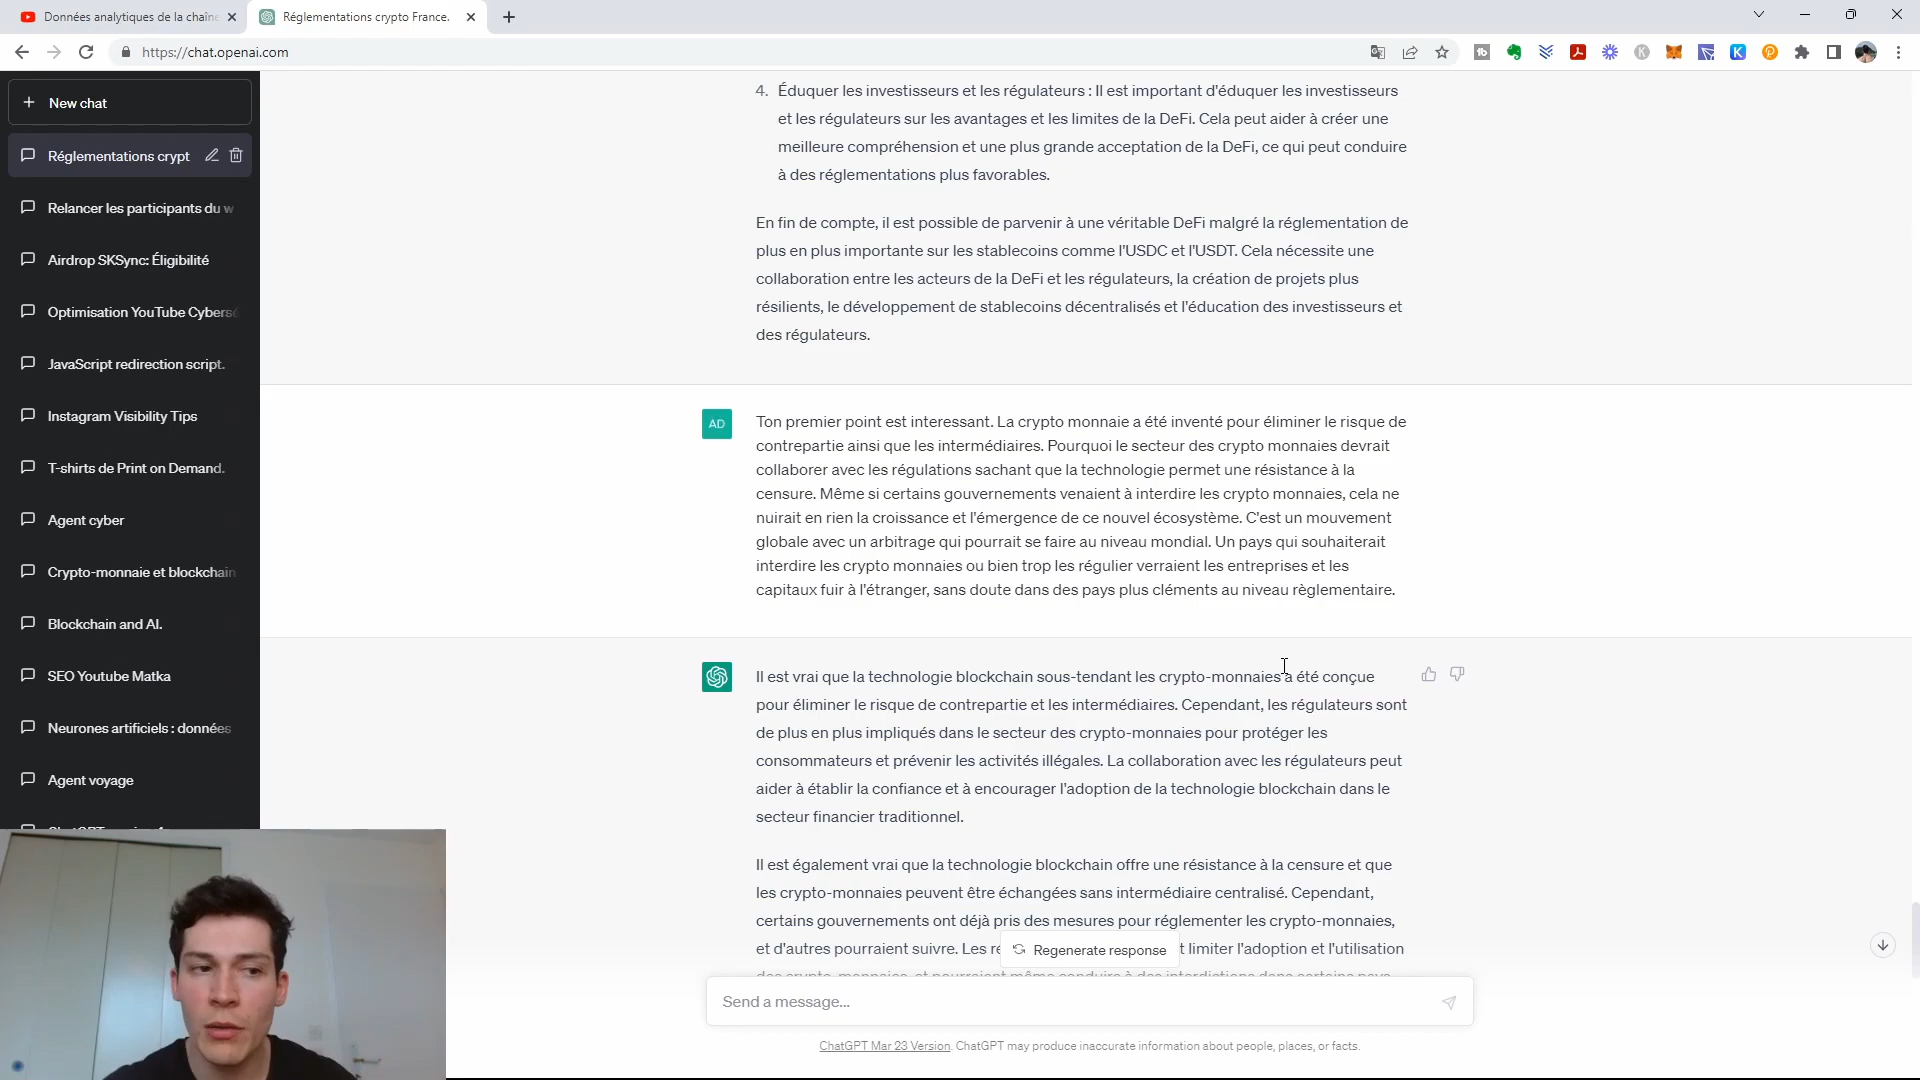 Données analytiques de la chaîne
Réglementations crypto France.
https://chat.openai.com
New chat
Réglementations crypt
Relancer les participants du w
Airdrop SKSync: Éligibilité
Optimisation YouTube Cybersé
JavaScript redirection script.
Instagram Visibility Tips
T-shirts de Print on Demand.
Agent cyber
Crypto-monnaie et blockchain
Blockchain and AI.
SEO Youtube Matka
Neurones artificiels : données
Agent voyage
4. Éduquer les investisseurs et les régulateurs : Il est important d'éduquer les investisseurs
et les régulateurs sur les avantages et les limites de la DeFi. Cela peut aider à créer une
meilleure compréhension et une plus grande acceptation de la DeFi, ce qui peut conduire
à des réglementations plus favorables.
En fin de compte, il est possible de parvenir à une véritable DeFi malgré la réglementation de
plus en plus importante sur les stablecoins comme l'USDC et l'USDT. Cela nécessite une
collaboration entre les acteurs de la DeFi et les régulateurs, la création de projets plus
résilients, le développement de stablecoins décentralisés et l'éducation des investisseurs et
des régulateurs.
AD
Ton premier point est interessant. La crypto monnaie a été inventé pour éliminer le risque de
contrepartie ainsi que les intermédiaires. Pourquoi le secteur des crypto monnaies devrait
collaborer avec les régulations sachant que la technologie permet une résistance à la
censure. Même si certains gouvernements venaient à interdire les crypto monnaies, cela ne
nuirait en rien la croissance et l'émergence de ce nouvel écosystème. C'est un mouvement
globale avec un arbitrage qui pourrait se faire au niveau mondial. Un pays qui souhaiterait
interdire les crypto monnaies ou bien trop les régulier verraient les entreprises et les
capitaux fuir à l'étranger, sans doute dans des pays plus cléments au niveau règlementaire.
Il est vrai que la technologie blockchain sous-tendant les crypto-monnaies a été conçue
pour éliminer le risque de contrepartie et les intermédiaires. Cependant, les régulateurs sont
de plus en plus impliqués dans le secteur des crypto-monnaies pour protéger les
consommateurs et prévenir les activités illégales. La collaboration avec les régulateurs peut
aider à établir la confiance et à encourager l'adoption de la technologie blockchain dans le
secteur financier traditionnel.
Il est également vrai que la technologie blockchain offre une résistance à la censure et que
les crypto-monnaies peuvent être échangées sans intermédiaire centralisé. Cependant,
certains gouvernements ont déjà pris des mesures pour réglementer les crypto-monnaies,
et d'autres pourraient suivre. Les limiter l'adoption et l'utilisation
Regenerate response
des crypto-monnaies, et pourraient même conduire à des interdictions dans certains pays
Send a message...
ChatGPT Mar 23 Version. ChatGPT may produce inaccurate information about people, places, or facts.